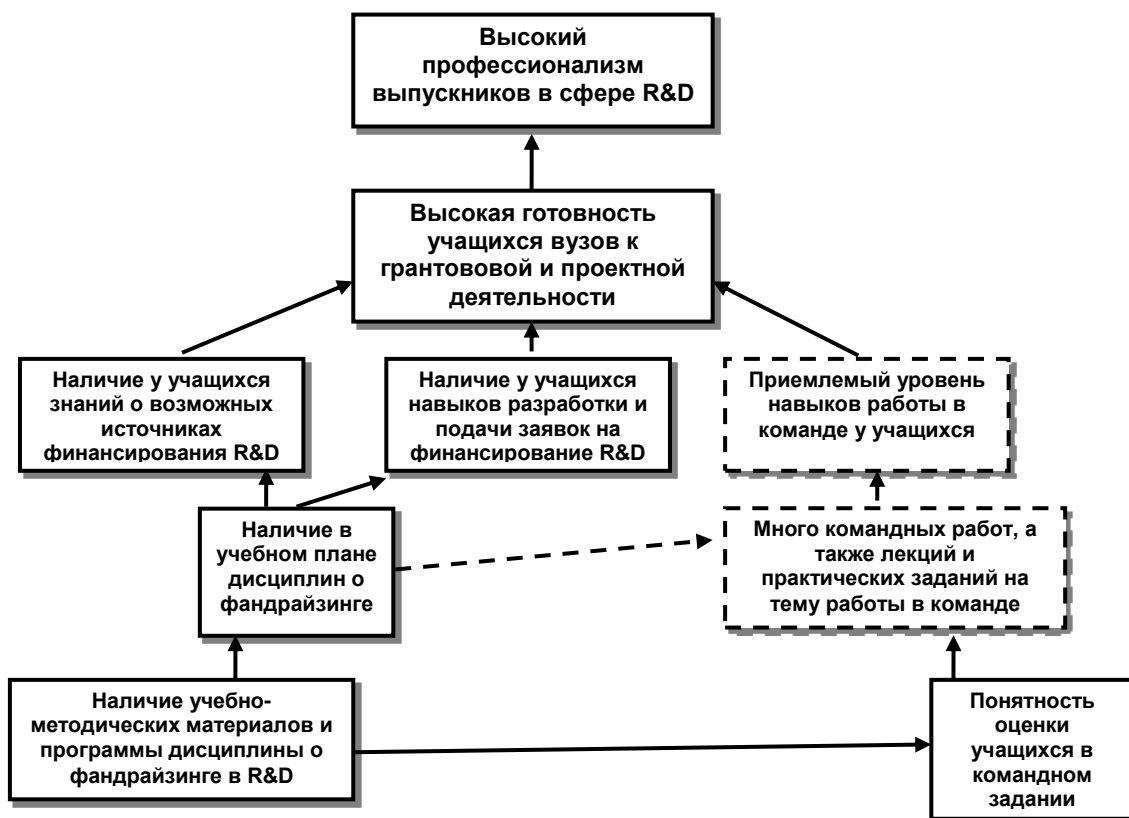 Высокий
профессионализм
выпускников в сфере R&D
Высокая готовность
учащихся вузов к
грантововой и проектной
деятельности
Наличие у учащихся
знаний о возможных
источниках
финансирования R&D
Наличие у учащихся
навыков разработки и
подачи заявок на
финансирование R&D
Приемлемый уровень
навыков работы в
команде у учащихся
Наличие в
учебном плане
дисциплин о
фандрайзинге
Много командных работ, а
также лекций и
практических заданий на
тему работы в команде
Наличие учебно-
методических материалов и
программы дисциплины о
фандрайзинге в R&D
Понятность
оценки
учащихся в
командном
задании